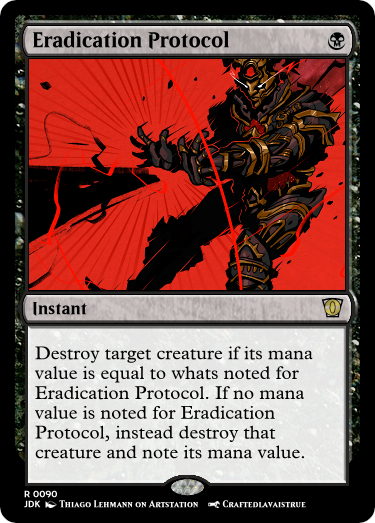 Eradication Protocol
Instant
Destroy target creature if its mana
value is equal to whats noted for
Eradication Protocol. If no mana
value is noted for Eradication
Protocol, instead destroy that
creature and note its mana value.
R 0090
JDK Thiago Lehmann on Artstation Craftedlavaistrue